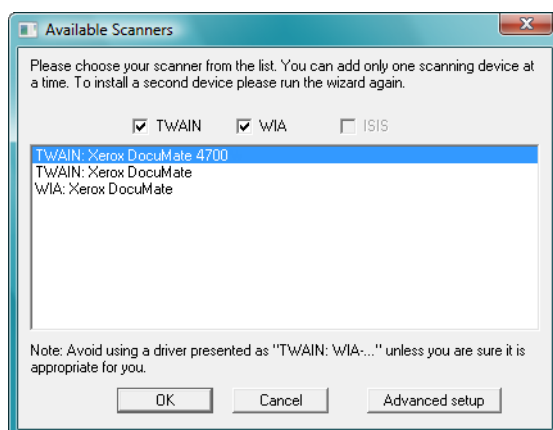 Available Scanners
Please choose your scanner from the list. You can add only one scanning device at
a time. To install a second device please run the wizard again.
TWAIN WIA ISIS
TWAIN: Xerox DocuMate 4700
TWAIN: Xerox DocuMate
WIA: Xerox DocuMate
Note: Avoid using a driver presented as "TWAIN: WIA-..." unless you are sure it is
appropriate for you.
OK Cancel Advanced setup